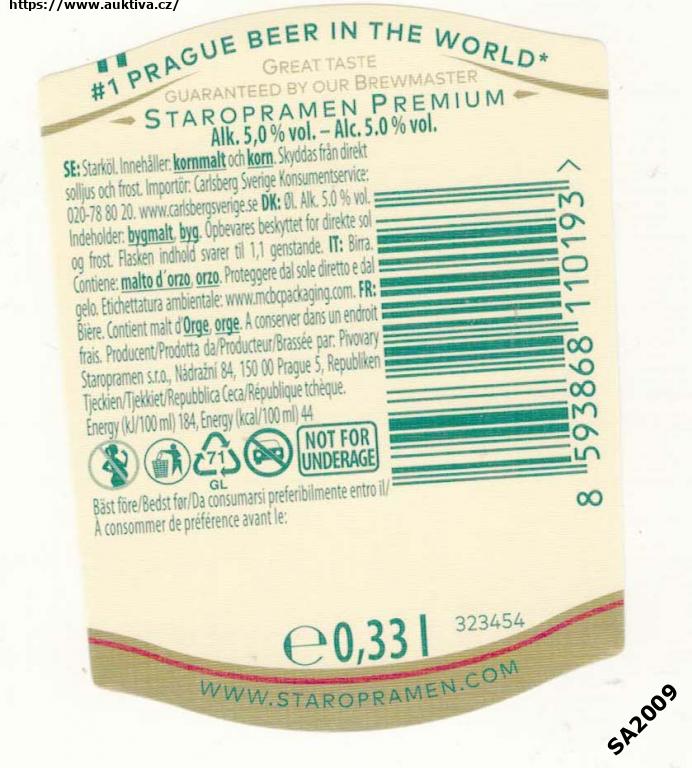 https://www.auktiva.cz/
#1 PRAGUE BEER IN THE WORLD*
GREAT TASTE
GUARANTEED BY OUR BREWMASTER
STAROPRAMEN PREMIUM
Alk. 5,0 % vol. – Alc. 5.0 % vol.
SE: Starköl. Innehåller: kornmalt och korn. Skyddas från direkt
solljus och frost. Importör: Carlsberg Sverige Konsumentservice:
020-78 80 20. www.carlsbergsverige.se DK: Øl. Alk. 5.0 % vol.
Indeholder: bygmalt, byg. Opbevares beskyttet for direkte sol
og frost. Flasken indhold svarer til 1,1 genstande. IT: Birra.
Contiene: malto d´orzo, orzo. Proteggere dal sole diretto e dal
gelo. Etichettatura ambientale: www.mcbcpackaging.com. FR:
Bière. Contient malt d'Orge, orge. A conserver dans un endroit
frais. Producent/Prodotta da/Producteur/Brassée par: Pivovary
Staropramen s.r.o., Nádražní 84, 150 00 Prague 5, Republiken
Tjeckien/Tjekkiet/Repubblica Ceca/République tchèque.
Energy (kJ/100 ml) 184, Energy (kcal/100 ml) 44
71
GL
NOT FOR
UNDERAGE
Bäst före/Bedst før/Da consumarsi preferibilmente entro il/
À consommer de préférence avant le:
8 593868 110193 >
e 0,33 l
323454
WWW.STAROPRAMEN.COM
SA2009